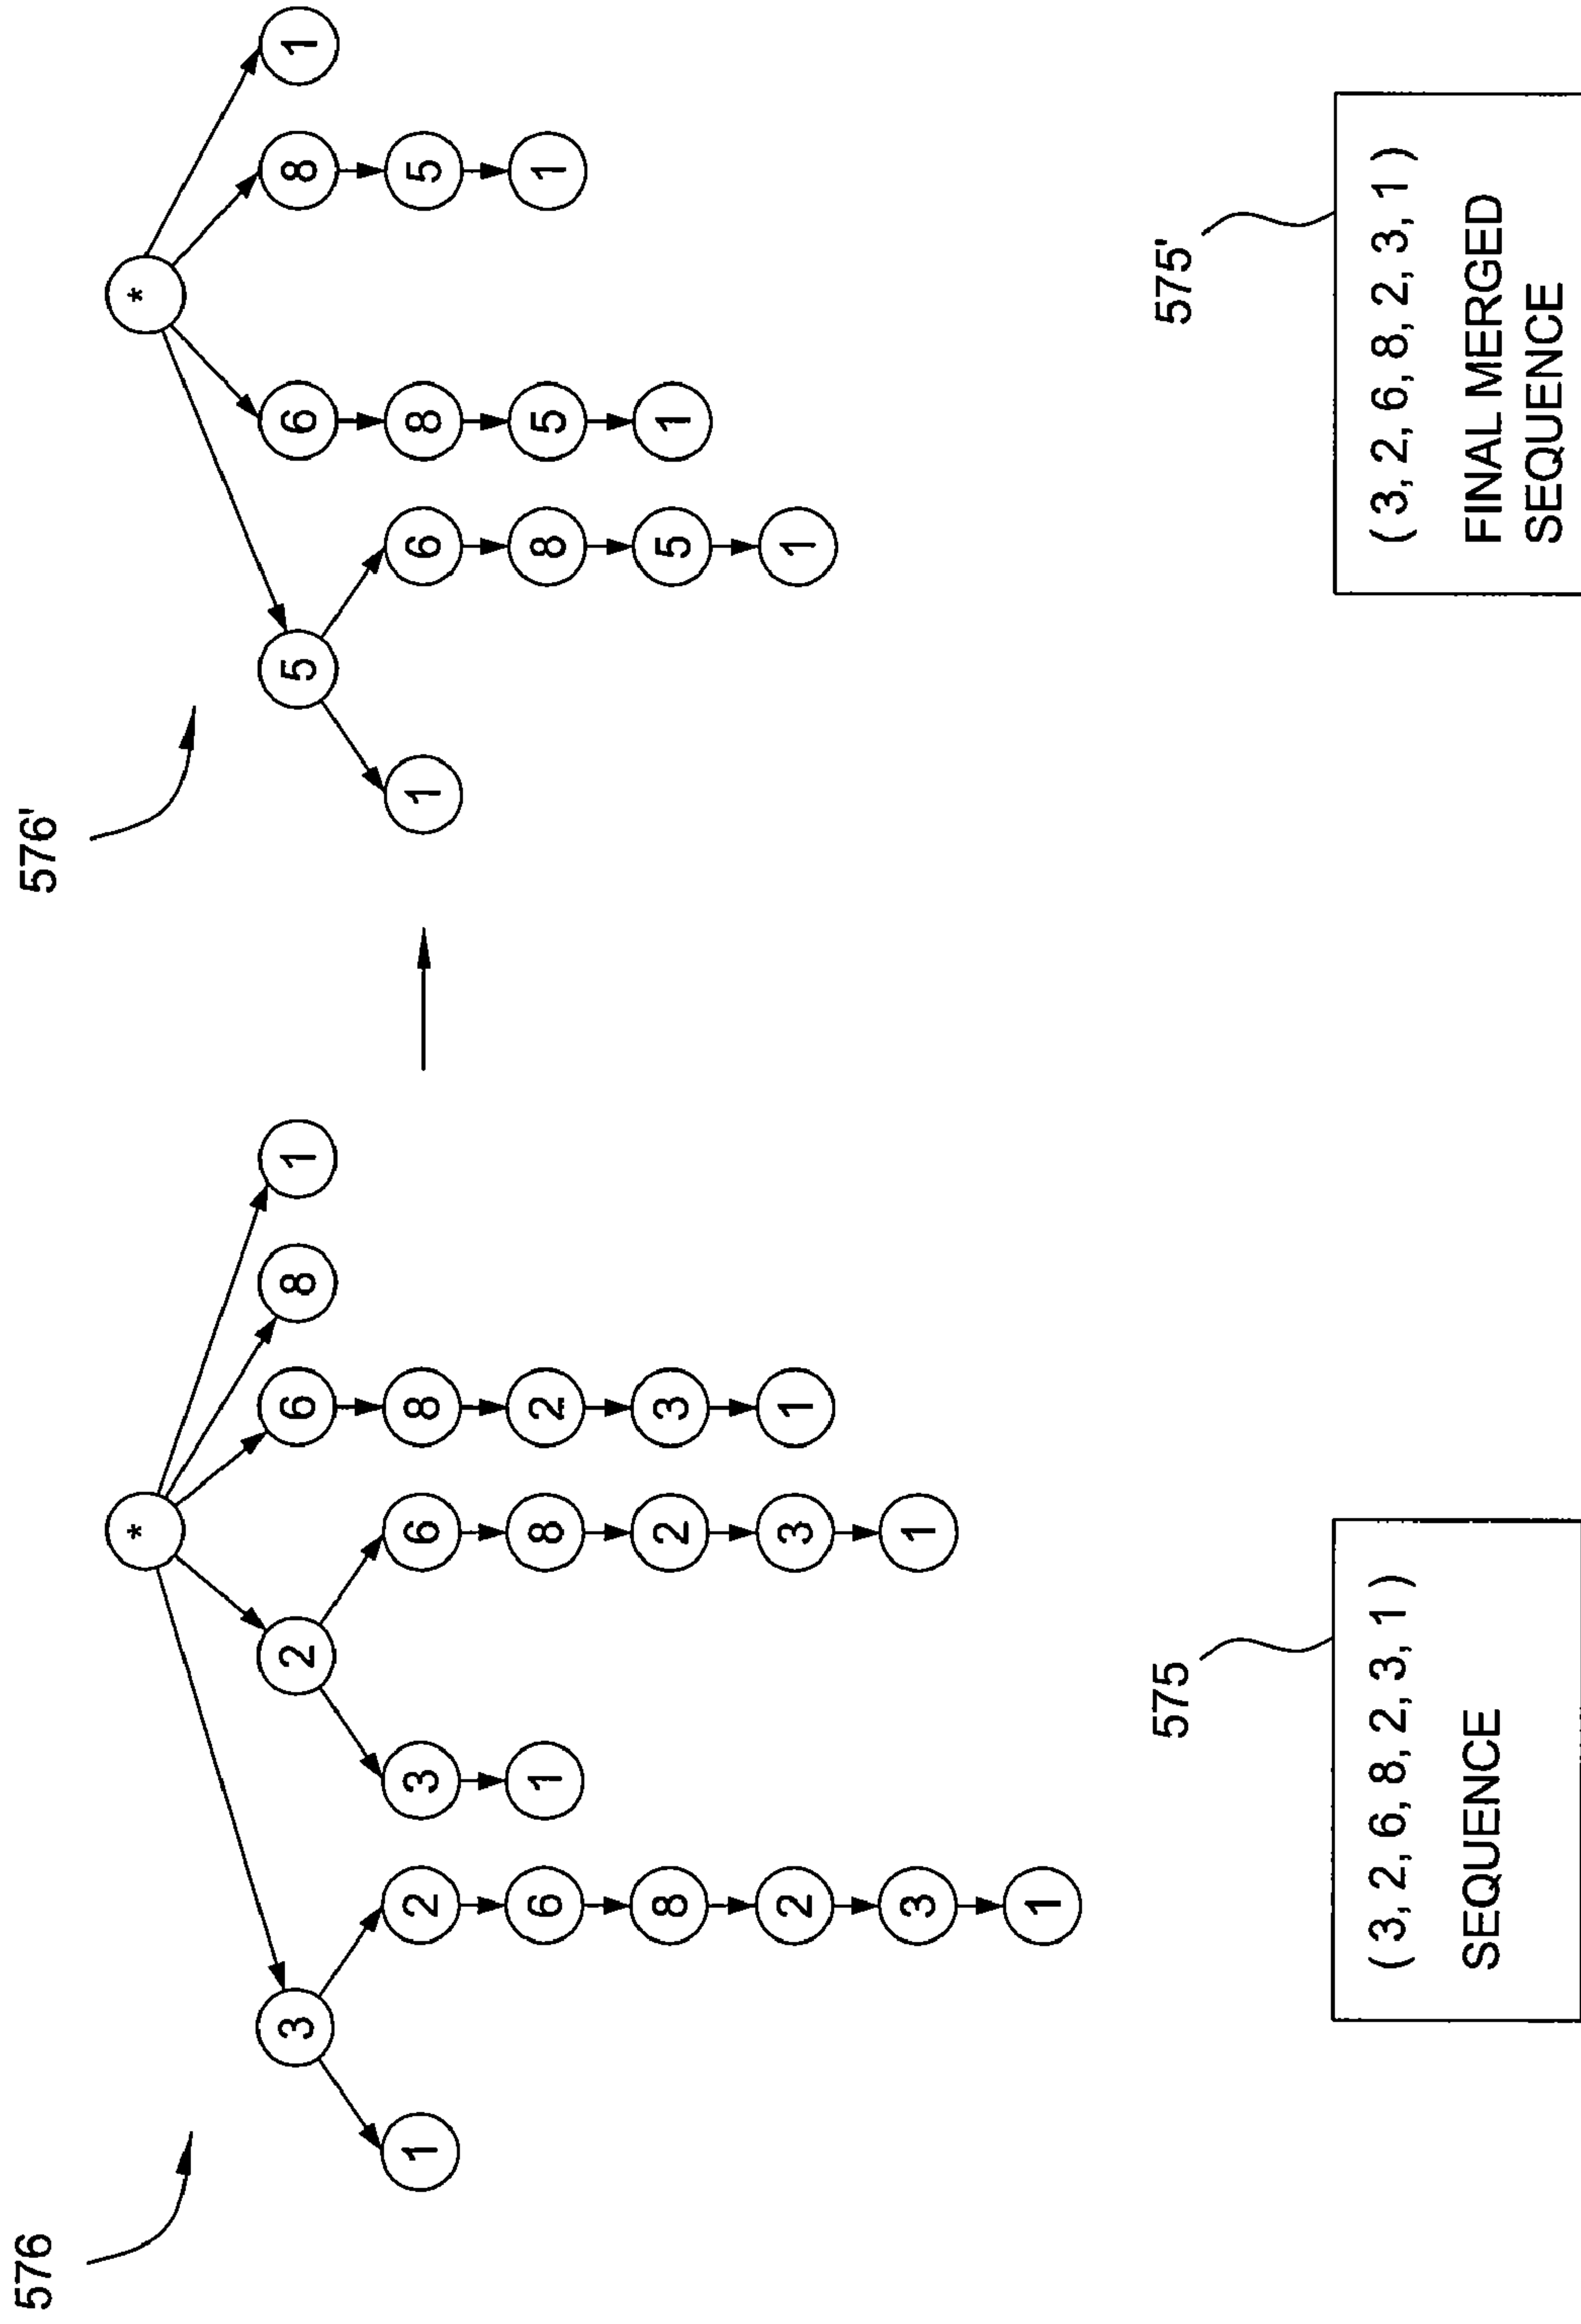 576
576'
*
*
3 2 6 8 1
5 6 8 1
1 2 3 6 8
1 6 8 5
6 1 8 2
8 5 1
8 2 3
5 1
2 3 1
1
3 1
1
575
575'
( 3, 2, 6, 8, 2, 3, 1 )
SEQUENCE
( 3, 2, 6, 8, 2, 3, 1 )
FINAL MERGED
SEQUENCE